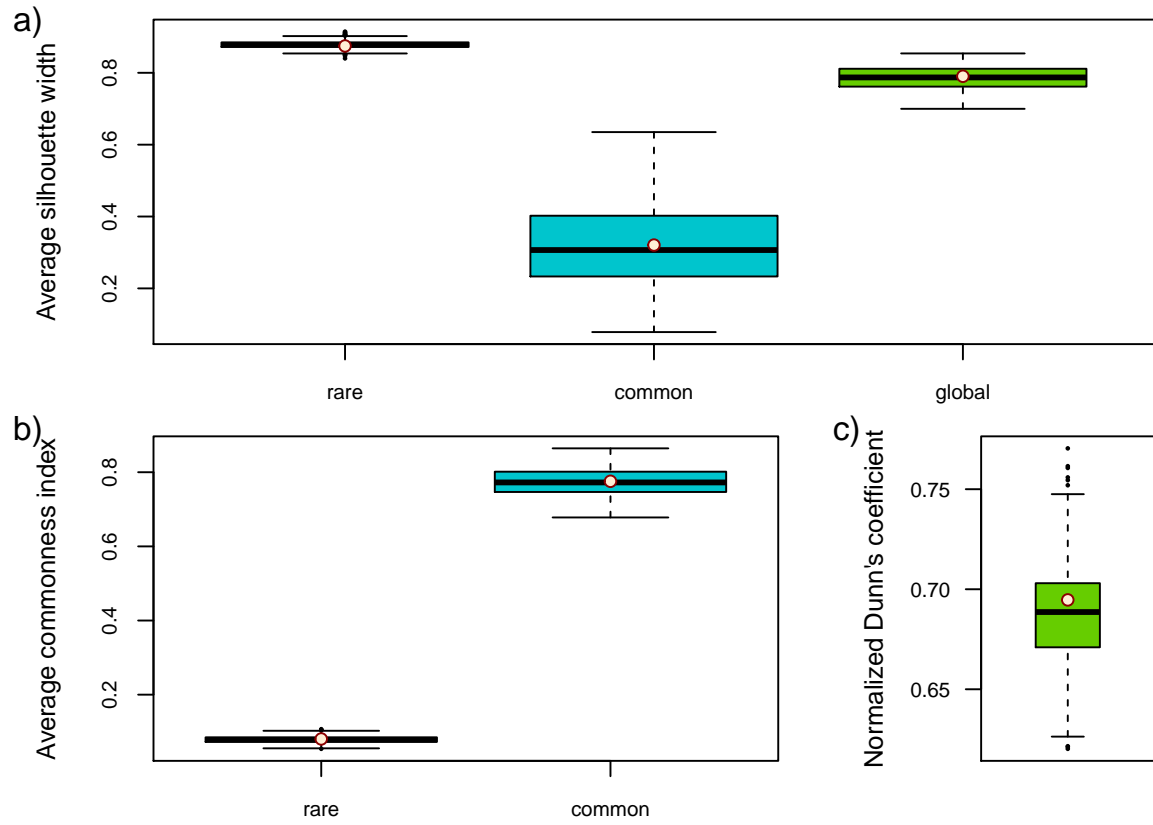 a)
Average silhouette width
0.8
0.6
0.4
0.2
rare common global
b)
Average commonness index
0.8
0.6
0.4
0.2
rare common
c)
Normalized Dunn's coefficient
0.75
0.70
0.65